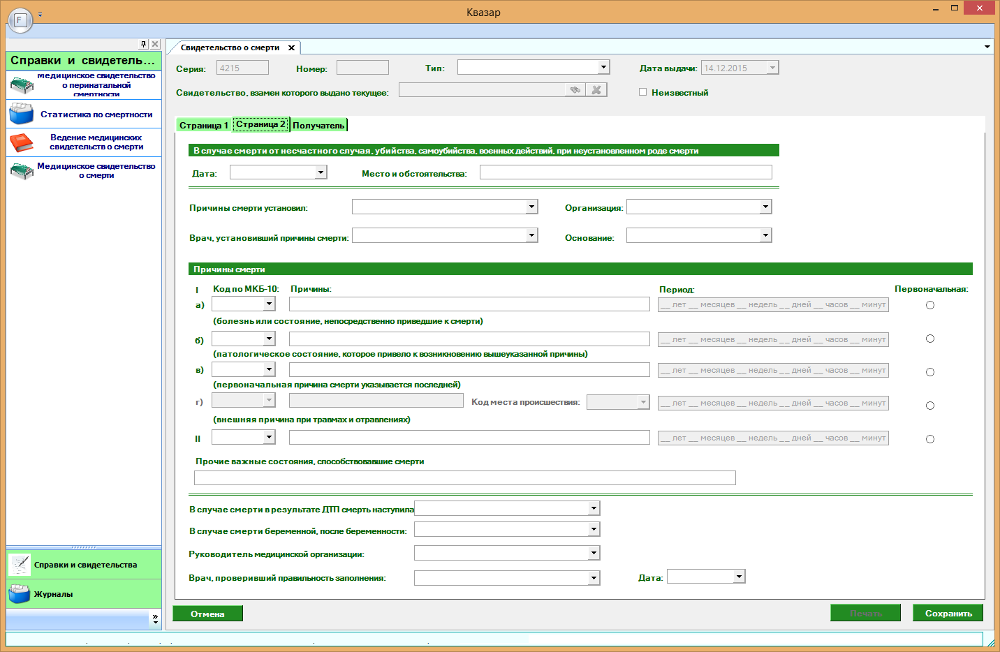 Квазар
F
Справки и свидетель...
Медицинское свидетельство
о перинатальной
смертности
Статистика по смертности
Ведение медицинских
свидетельств о смерти
Медицинское свидетельство
о смерти
Справки и свидетельства
Журналы
Свидетельство о смерти
Серия: 4215 Номер: Тип: Дата выдачи: 14.12.2015
Свидетельство, взамен которого выдано текущее: Неизвестный
Страница 1 Страница 2 Получатель
В случае смерти от несчастного случая, убийства, самоубийства, военных действий, при неустановленном роде смерти
Дата: Место и обстоятельства:
Причины смерти установил: Организация:
Врач, установивший причины смерти: Основание:
Причины смерти
I Код по МКБ-10: Причины: Период: Первоначальная:
а) __ лет __ месяцев __ недель __ дней __ часов __ минут
(болезнь или состояние, непосредственно приведшие к смерти)
б) __ лет __ месяцев __ недель __ дней __ часов __ минут
(патологическое состояние, которое привело к возникновению вышеуказанной причины)
в) __ лет __ месяцев __ недель __ дней __ часов __ минут
(первоначальная причина смерти указывается последней)
г) Код места происшествия: __ лет __ месяцев __ недель __ дней __ часов __ минут
(внешняя причина при травмах и отравлениях)
II __ лет __ месяцев __ недель __ дней __ часов __ минут
Прочие важные состояния, способствовавшие смерти
В случае смерти в результате ДТП смерть наступила
В случае смерти беременной, после беременности:
Руководитель медицинской организации:
Врач, проверивший правильность заполнения: Дата:
Отмена Печать Сохранить